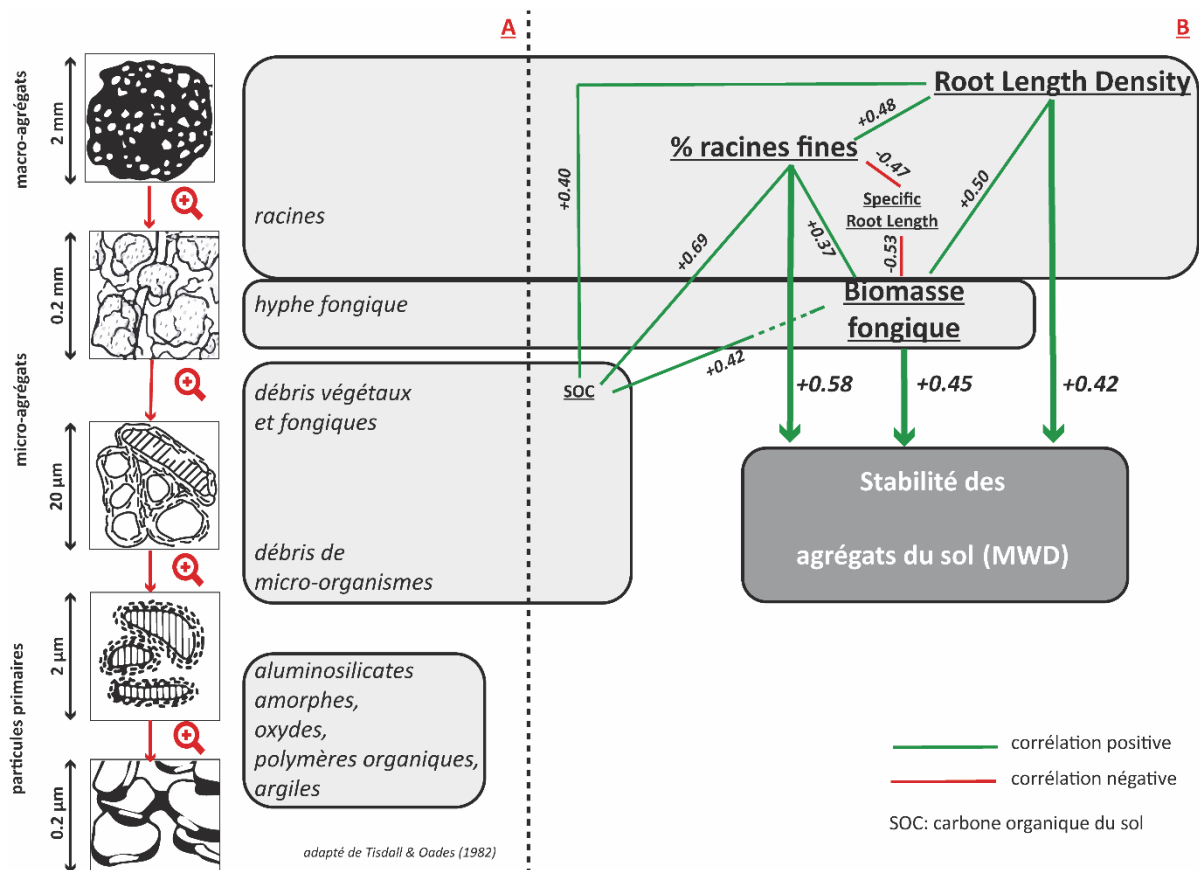 A
B
macro-agrégats
2 mm
micro-agrégats
0.2 mm
20 µm
particules primaires
2 µm
0.2 µm
racines
hyphe fongique
débris végétaux
et fongiques
débris de
micro-organismes
aluminosilicates
amorphes,
oxydes,
polymères organiques,
argiles
adapté de Tisdall & Oades (1982)
Root Length Density
+0.48
% racines fines
-0.47
Specific
Root Length
+0.40
+0.50
+0.69
+0.37
-0.53
Biomasse
fongique
+0.42
SOC
+0.58
+0.45
+0.42
Stabilité des
agrégats du sol (MWD)
corrélation positive
corrélation négative
SOC: carbone organique du sol